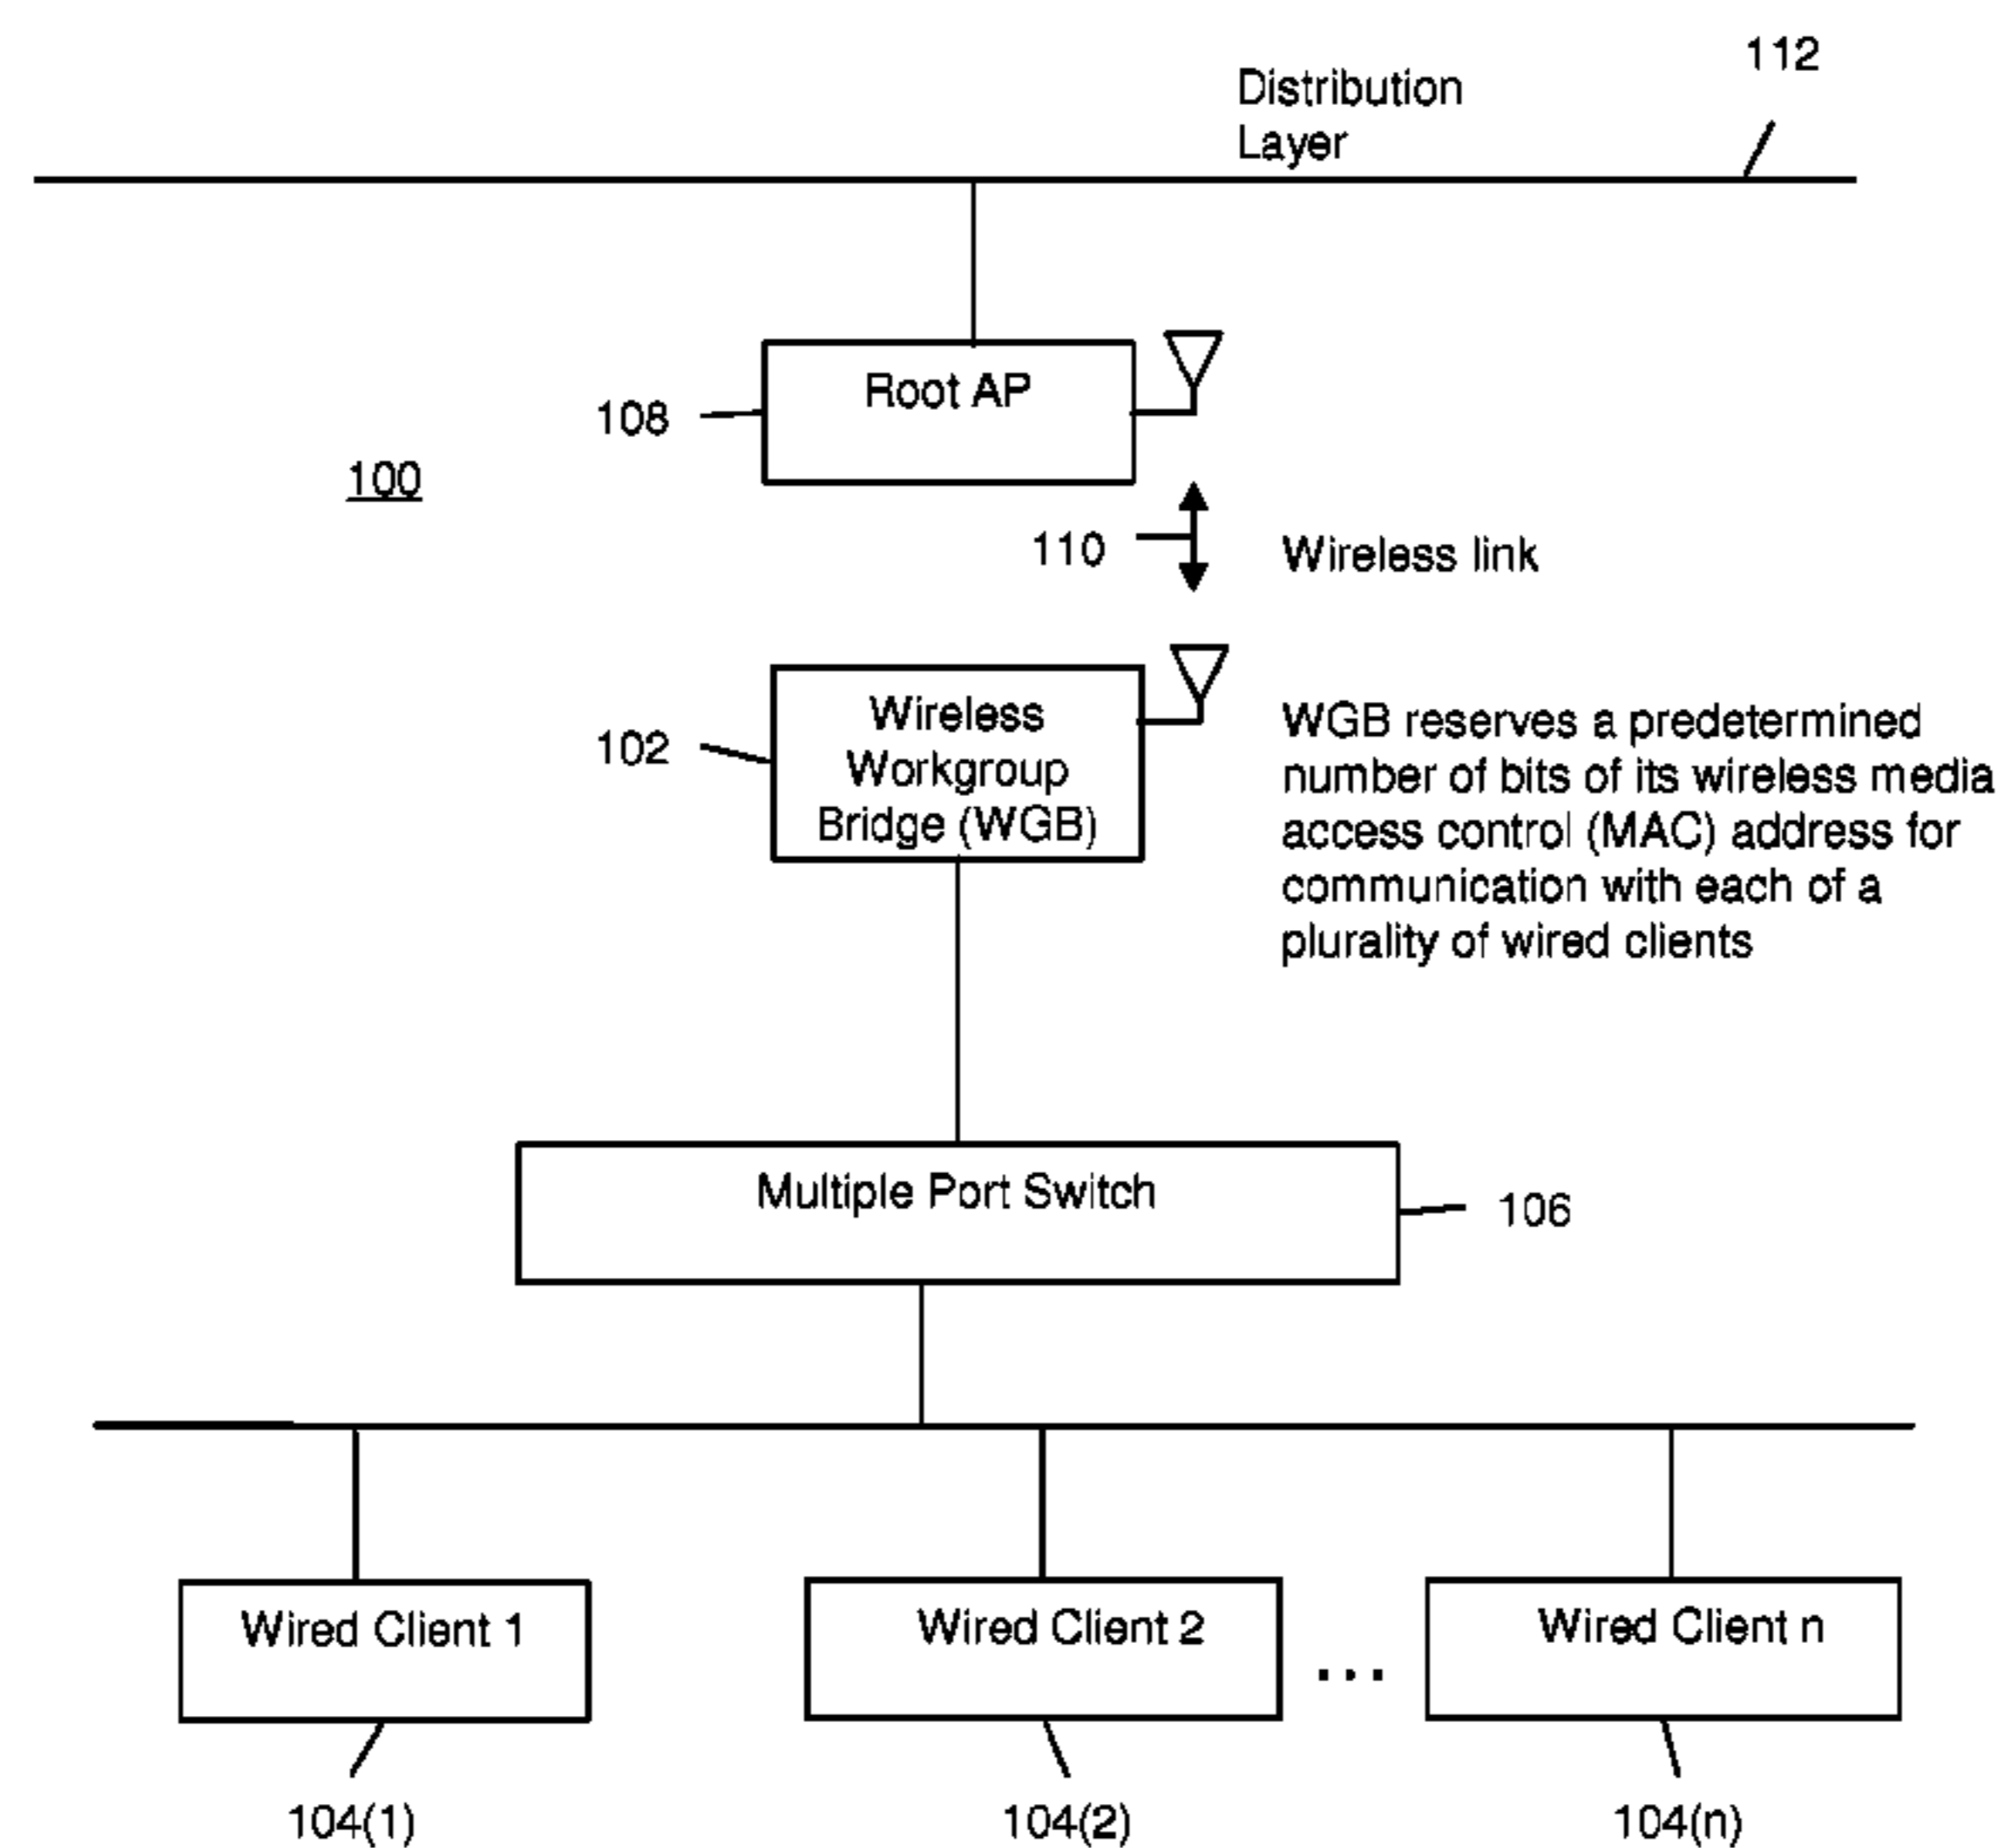 112
Distribution
Layer
Root AP
108
100
110
Wireless link
Wireless
Workgroup
Bridge (WGB)
102
WGB reserves a predetermined
number of bits of its wireless media
access control (MAC) address for
communication with each of a
plurality of wired clients
Multiple Port Switch
106
Wired Client 1
Wired Client 2
...
Wired Client n
104(1)
104(2)
104(n)